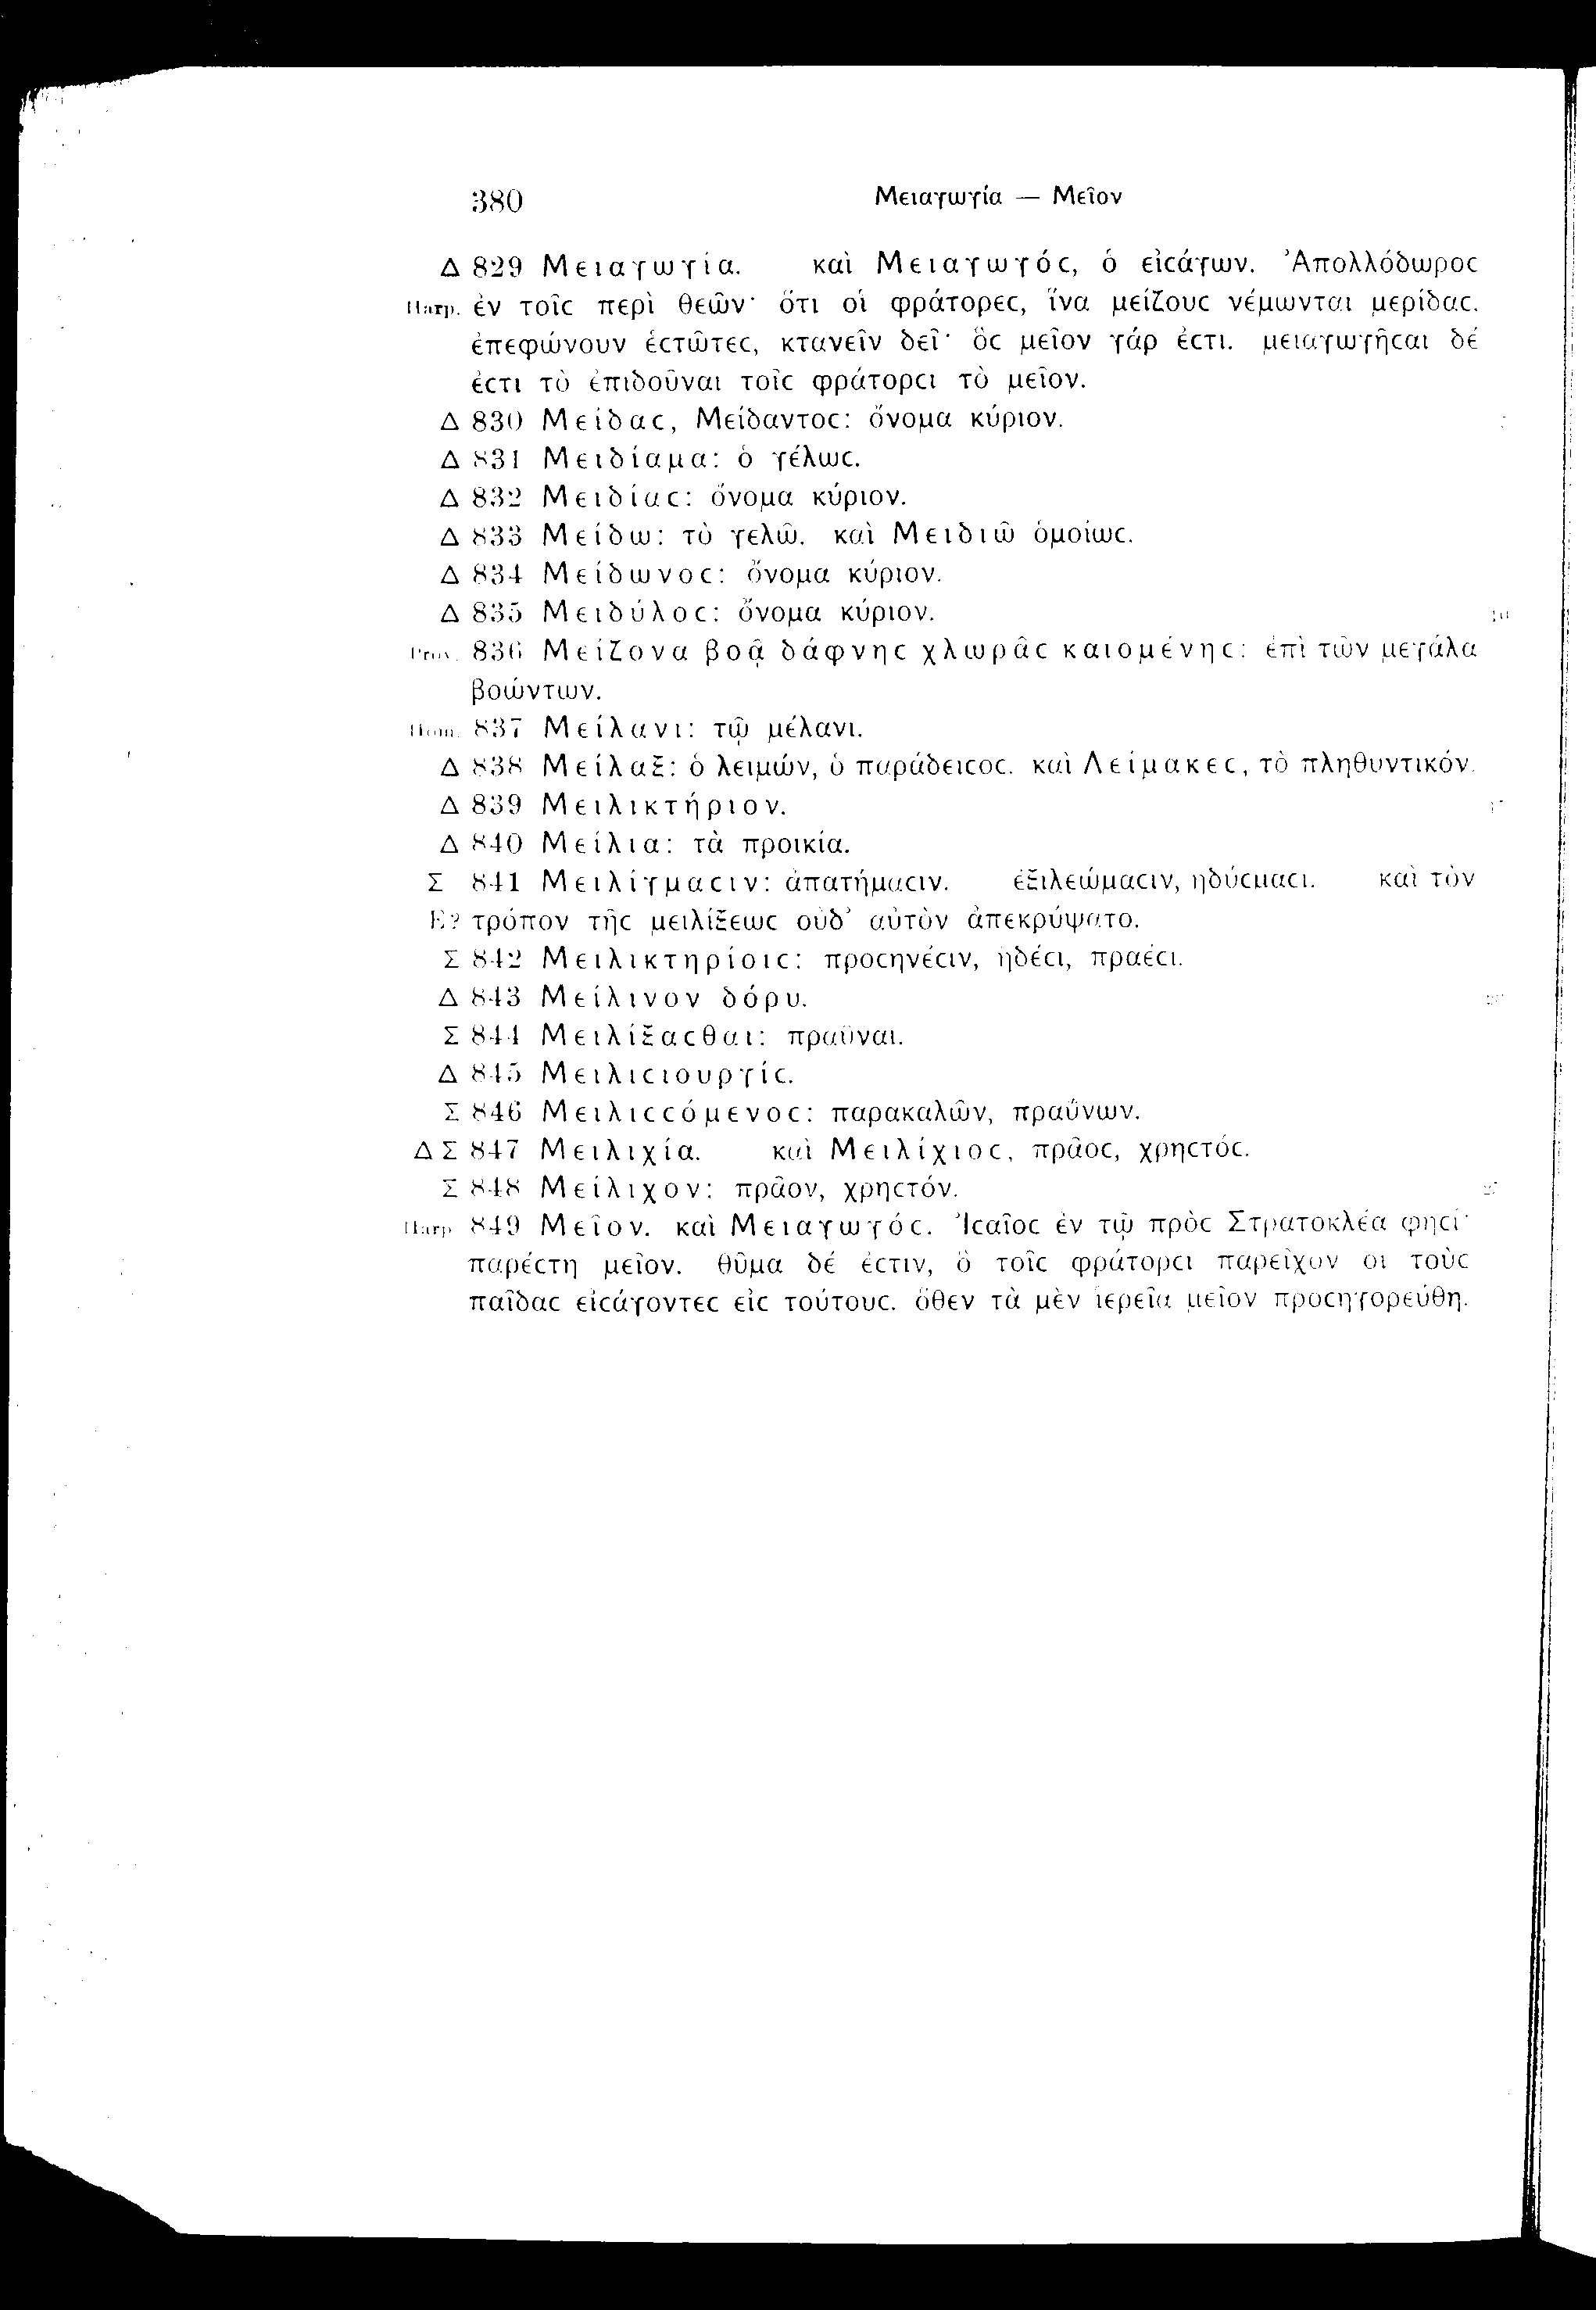 380 Μειαγωγία — Μεῖον
Δ 829 Μειαγωγία. καὶ Μειαγωγόϲ, ὁ εἰϲάγων. Ἀπολλόδωροϲ
Harp. ἐν τοῖϲ περὶ θεῶν· ὅτι οἱ φράτορεϲ, ἵνα μείζουϲ νέμωνται μερίδαϲ.
ἐπεφώνουν ἑϲτῶτεϲ, κτανεῖν δεῖ· ὃϲ μεῖον γάρ ἐϲτι. μειαγωγῆϲαι δέ
ἐϲτι τὸ ἐπιδοῦναι τοῖϲ φράτορϲι τὸ μεῖον.
Δ 830 Μείδαϲ, Μείδαντοϲ: ὄνομα κύριον.
Δ 831 Μειδίαμα: ὁ γέλωϲ.
Δ 832 Μειδίαϲ: ὄνομα κύριον.
Δ 833 Μείδω: τὸ γελῶ. καὶ Μειδιῶ ὁμοίωϲ.
Δ 834 Μείδωνοϲ: ὄνομα κύριον.
Δ 835 Μειδύλοϲ: ὄνομα κύριον. 10
Prov. 836 Μείζονα βοᾷ δάφνηϲ χλωρᾶϲ καιομένηϲ: ἐπὶ τῶν μεγάλα
βοώντων.
Hom. 837 Μείλανι: τῷ μέλανι.
Δ 838 Μείλαξ: ὁ λειμών, ὁ παράδειϲοϲ. καὶ Λείμακεϲ, τὸ πληθυντικόν.
Δ 839 Μειλικτήριον.
Δ 840 Μείλια: τὰ προικία.
Σ 841 Μειλίγμαϲιν: ἀπατήμαϲιν. ἐξιλεώμαϲιν, ἡδύϲμαϲι. καὶ τὸν
E? τρόπον τῆϲ μειλίξεωϲ οὐδ’ αὐτὸν ἀπεκρύψατο.
Σ 842 Μειλικτηρίοιϲ: προϲηνέϲιν, ἡδέϲι, πραέϲι.
Δ 843 Μείλινον δόρυ.
Σ 844 Μειλίξαϲθαι: πραῧναι.
Δ 845 Μειλιϲιουργίϲ.
Σ 846 Μειλιϲϲόμενοϲ: παρακαλῶν, πραΰνων.
Δ Σ 847 Μειλιχία. καὶ Μειλίχιοϲ, πρᾶοϲ, χρηϲτόϲ.
Σ 848 Μείλιχον: πρᾶον, χρηϲτόν.
Harp. 849 Μεῖον. καὶ Μειαγωγόϲ. Ἰϲαῖοϲ ἐν τῷ πρὸϲ Στρατοκλέα φηϲί·
παρέϲτη μεῖον. θῦμα δέ ἐϲτιν, ὃ τοῖϲ φράτορϲι παρεῖχον οἱ τοὺϲ
παῖδαϲ εἰϲάγοντεϲ εἰϲ τούτουϲ. ὅθεν τὰ μὲν ἱερεῖα μεῖον προϲηγορεύθη.